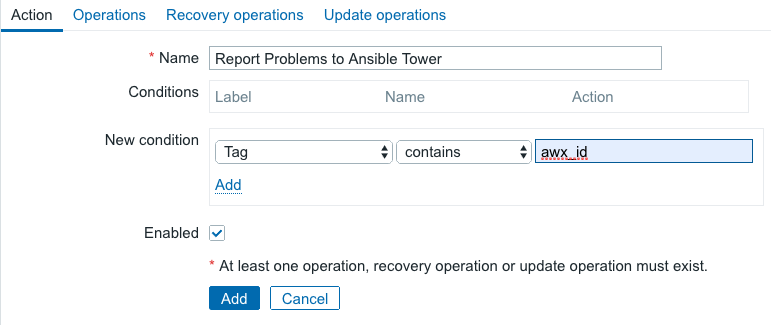 Action Operations Recovery operations Update operations
* Name Report Problems to Ansible Tower
Conditions Label Name Action
New condition Tag contains awx_id
Add
Enabled
* At least one operation, recovery operation or update operation must exist.
Add Cancel